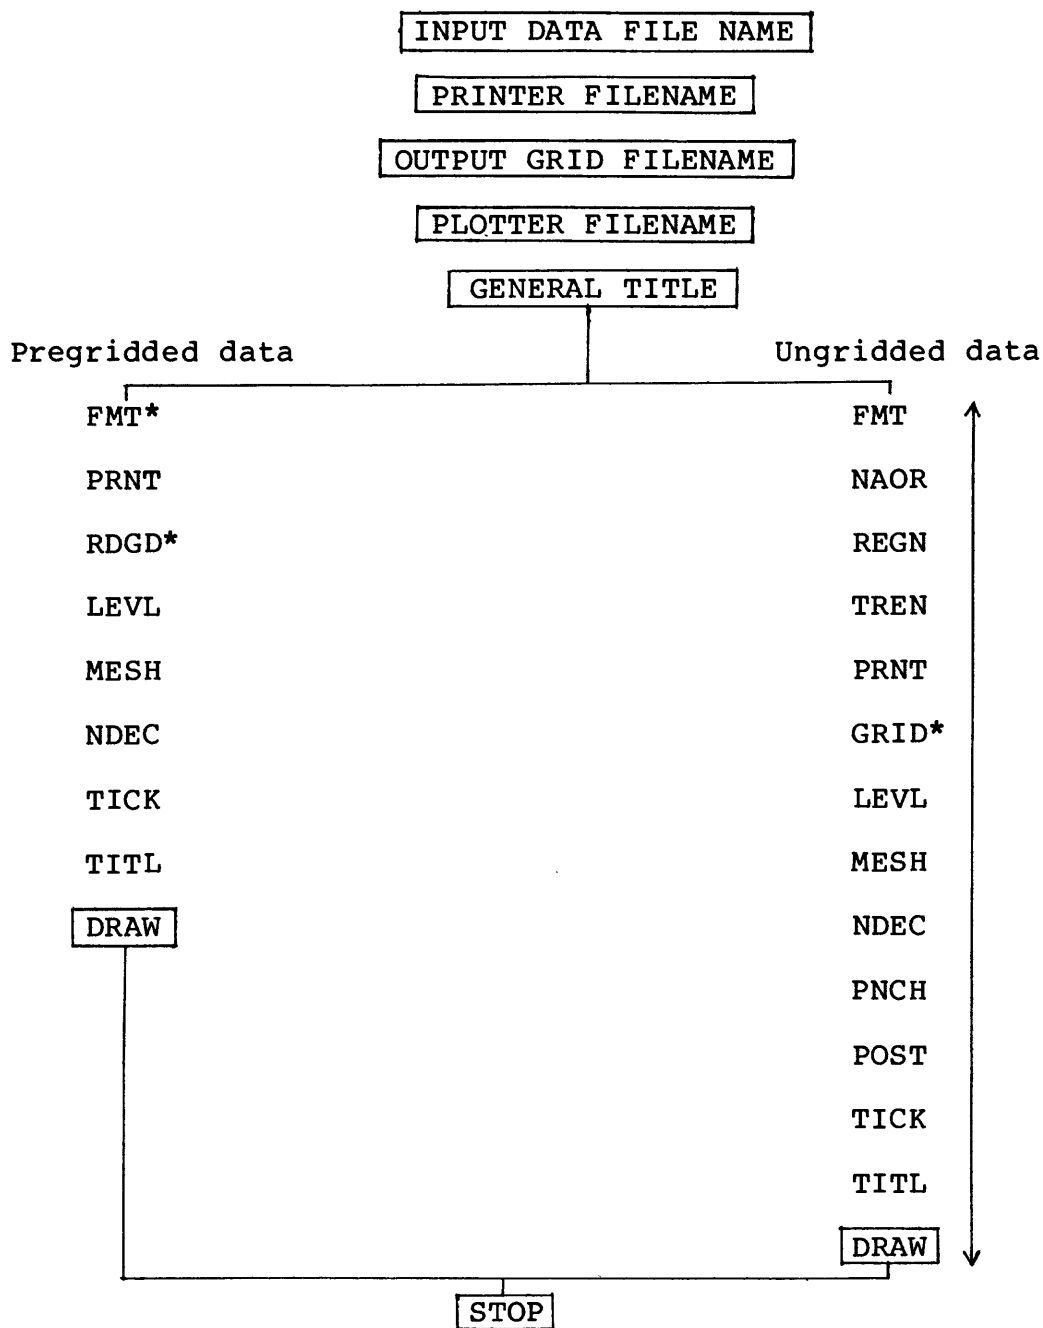 INPUT DATA FILE NAME
PRINTER FILENAME
OUTPUT GRID FILENAME
PLOTTER FILENAME
GENERAL TITLE
Pregridded data
Ungridded data
FMT*
PRNT
RDGD*
LEVL
MESH
NDEC
TICK
TITL
DRAW
FMT
NAOR
REGN
TREN
PRNT
GRID*
LEVL
MESH
NDEC
PNCH
POST
TICK
TITL
DRAW
STOP